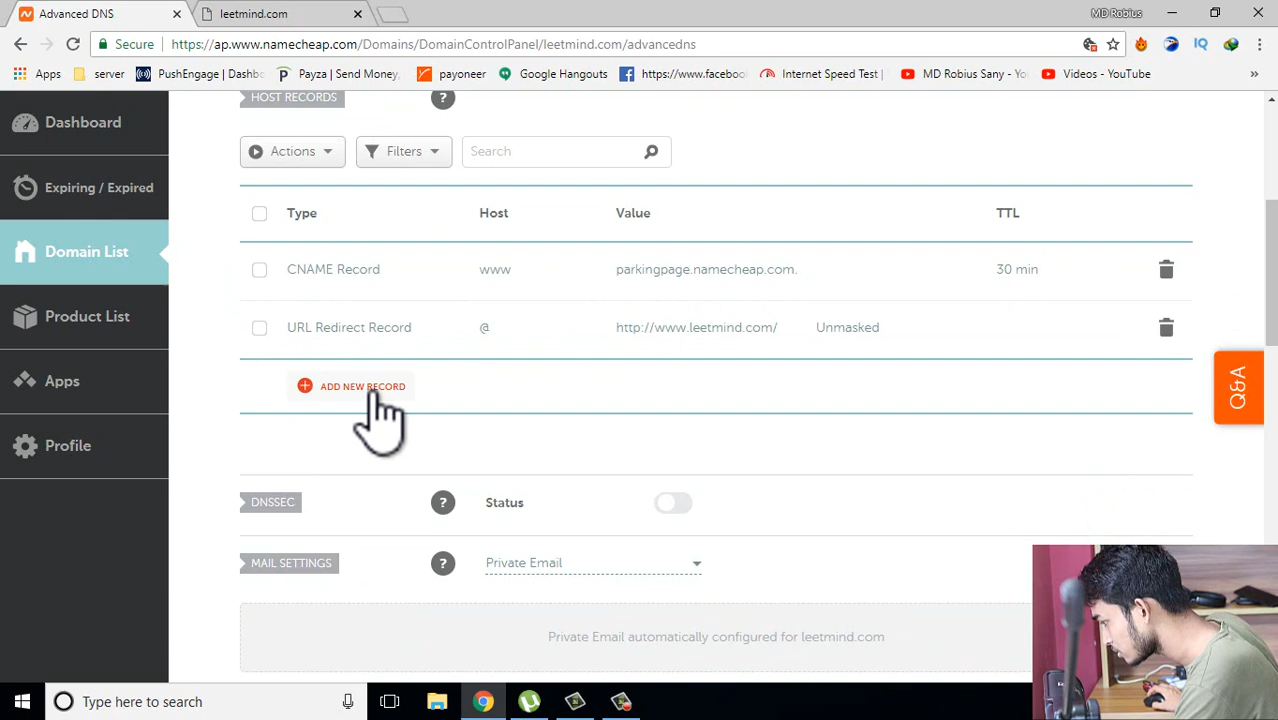 Advanced DNS
leetmind.com
MD Robius
Secure
https://ap.www.namecheap.com/Domains/DomainControlPanel/leetmind.com/advanceddns
Apps
server
PushEngage | Dashb
Payza | Send Money,
payoneer
Google Hangouts
https://www.faceboo
Internet Speed Test |
MD Robius Sany - Yo
Videos - YouTube
»
Dashboard
Expiring / Expired
Domain List
Product List
Apps
Profile
HOST RECORDS
?
Actions
Filters
Search
Type Host Value TTL
CNAME Record www parkingpage.namecheap.com. 30 min
URL Redirect Record @ http://www.leetmind.com/ Unmasked
ADD NEW RECORD
DNSSEC ? Status
MAIL SETTINGS ? Private Email
Private Email automatically configured for leetmind.com
Q&A
Type here to search